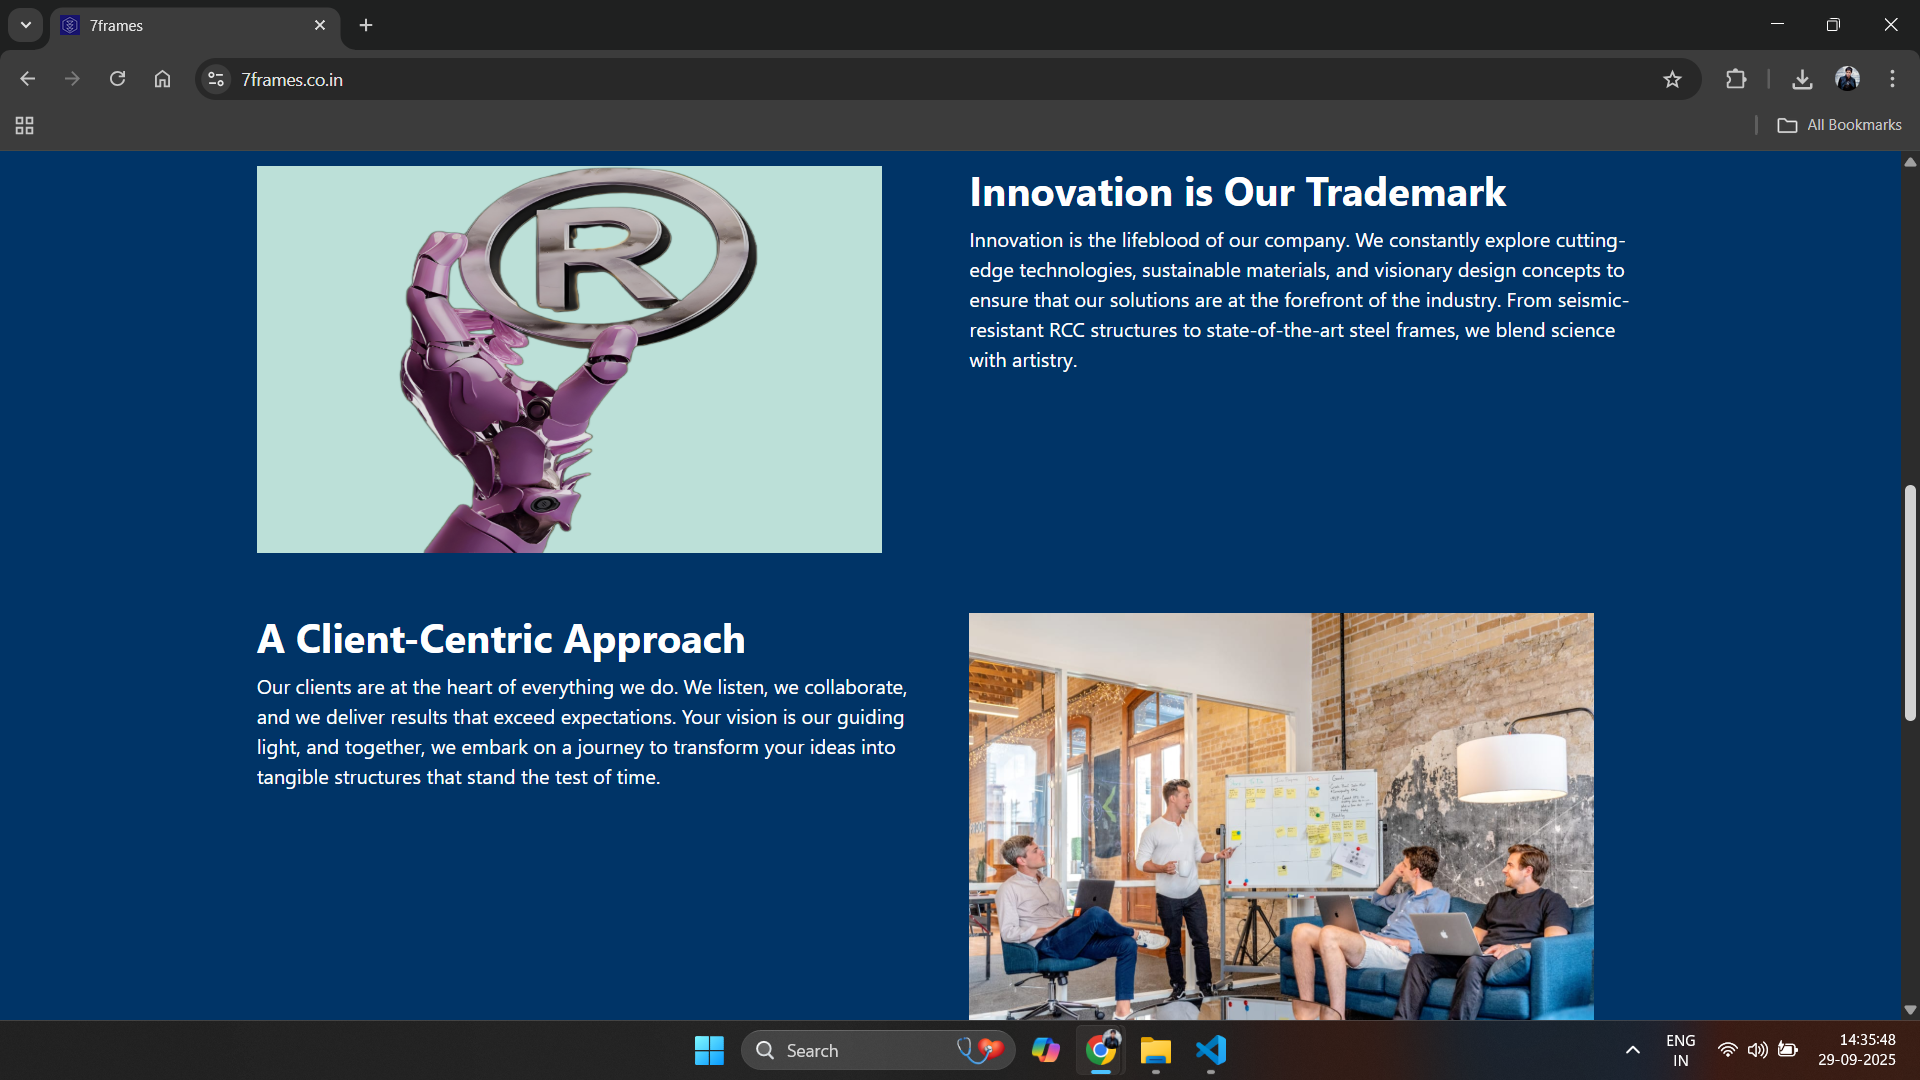 7frames
7frames.co.in
All Bookmarks
R
Innovation is Our Trademark
Innovation is the lifeblood of our company. We constantly explore cutting-
edge technologies, sustainable materials, and visionary design concepts to
ensure that our solutions are at the forefront of the industry. From seismic-
resistant RCC structures to state-of-the-art steel frames, we blend science
with artistry.
A Client-Centric Approach
Our clients are at the heart of everything we do. We listen, we collaborate,
and we deliver results that exceed expectations. Your vision is our guiding
light, and together, we embark on a journey to transform your ideas into
tangible structures that stand the test of time.
Search
ENG
IN
14:35:48
29-09-2025